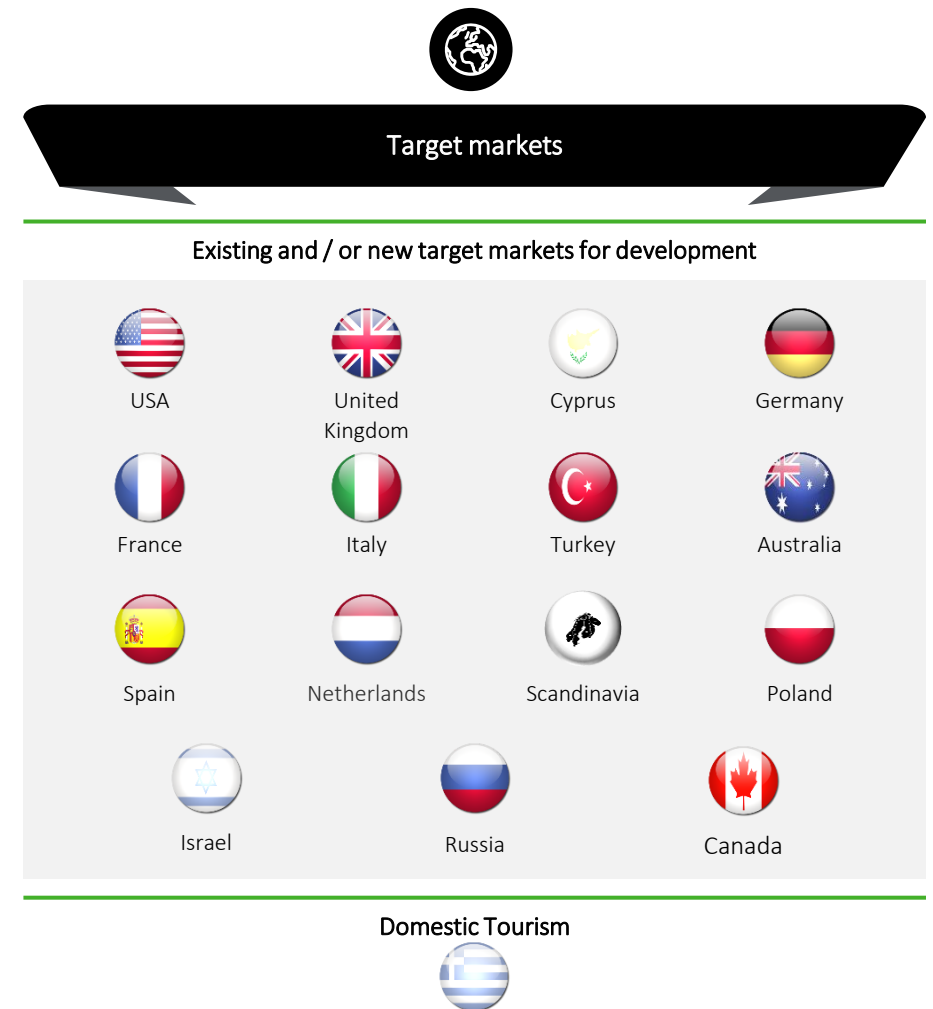 Target markets
Existing and / or new target markets for development
USA
United
Kingdom
Cyprus
Germany
France
Italy
Turkey
Australia
Spain
Netherlands
Scandinavia
Poland
Israel
Russia
Canada
Domestic Tourism